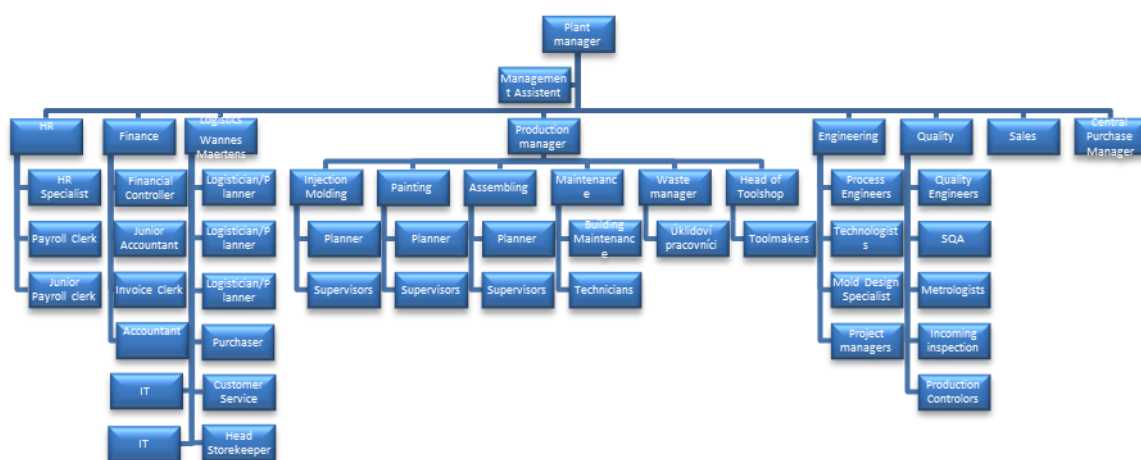 Plant
manager
Managemen
t Assistent
HR
Finance
Logistics
Wannes
Maertens
Production
manager
Engineering
Quality
Sales
Central
Purchase
Manager
HR
Specialist
Financial
Controller
Logistician/P
lanner
Injection
Molding
Painting
Assembling
Maintenanc
e
Waste
manager
Head of
Toolshop
Process
Engineers
Quality
Engineers
Payroll Clerk
Junior
Accountant
Logistician/P
lanner
Planner
Planner
Planner
Building
Maintenanc
e
Úklidoví
pracovníci
Toolmakers
Technologist
s
SQA
Junior
Payroll clerk
Invoice Clerk
Logistician/P
lanner
Supervisors
Supervisors
Supervisors
Technicians
Mold Design
Specialist
Metrologists
Accountant
Purchaser
Project
managers
Incoming
inspection
IT
Customer
Service
Production
Controlors
IT
Head
Storekeeper